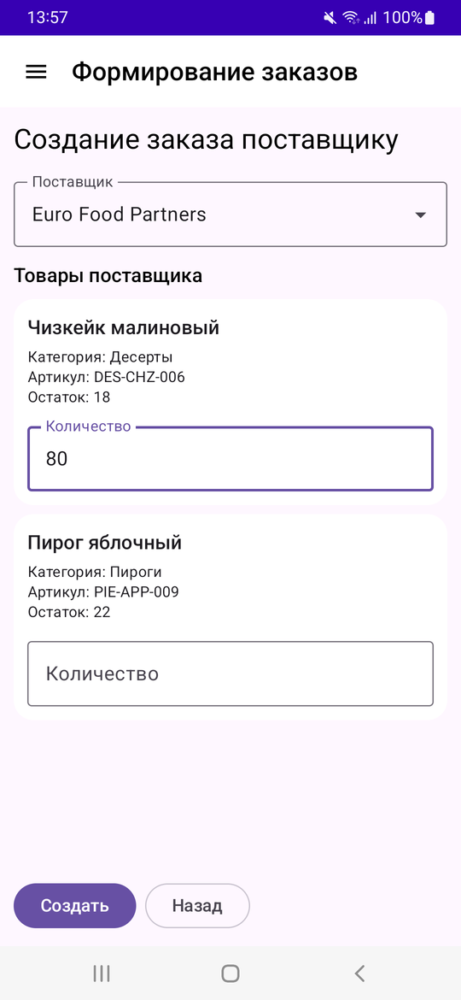 13:57 100%
Формирование заказов
Создание заказа поставщику
Поставщик
Euro Food Partners
Товары поставщика
Чизкейк малиновый
Категория: Десерты
Артикул: DES-CHZ-006
Остаток: 18
Количество
80
Пирог яблочный
Категория: Пироги
Артикул: PIE-APP-009
Остаток: 22
Количество
Создать Назад